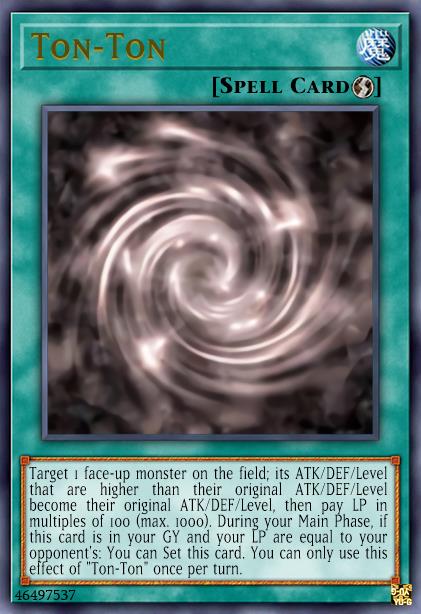 Ton-Ton
魔
[Spell Card]
Target 1 face-up monster on the field; its ATK/DEF/Level
that are higher than their original ATK/DEF/Level
become their original ATK/DEF/Level, then pay LP in
multiples of 100 (max. 1000). During your Main Phase, if
this card is in your GY and your LP are equal to your
opponent's: You can Set this card. You can only use this
effect of "Ton-Ton" once per turn.
46497537